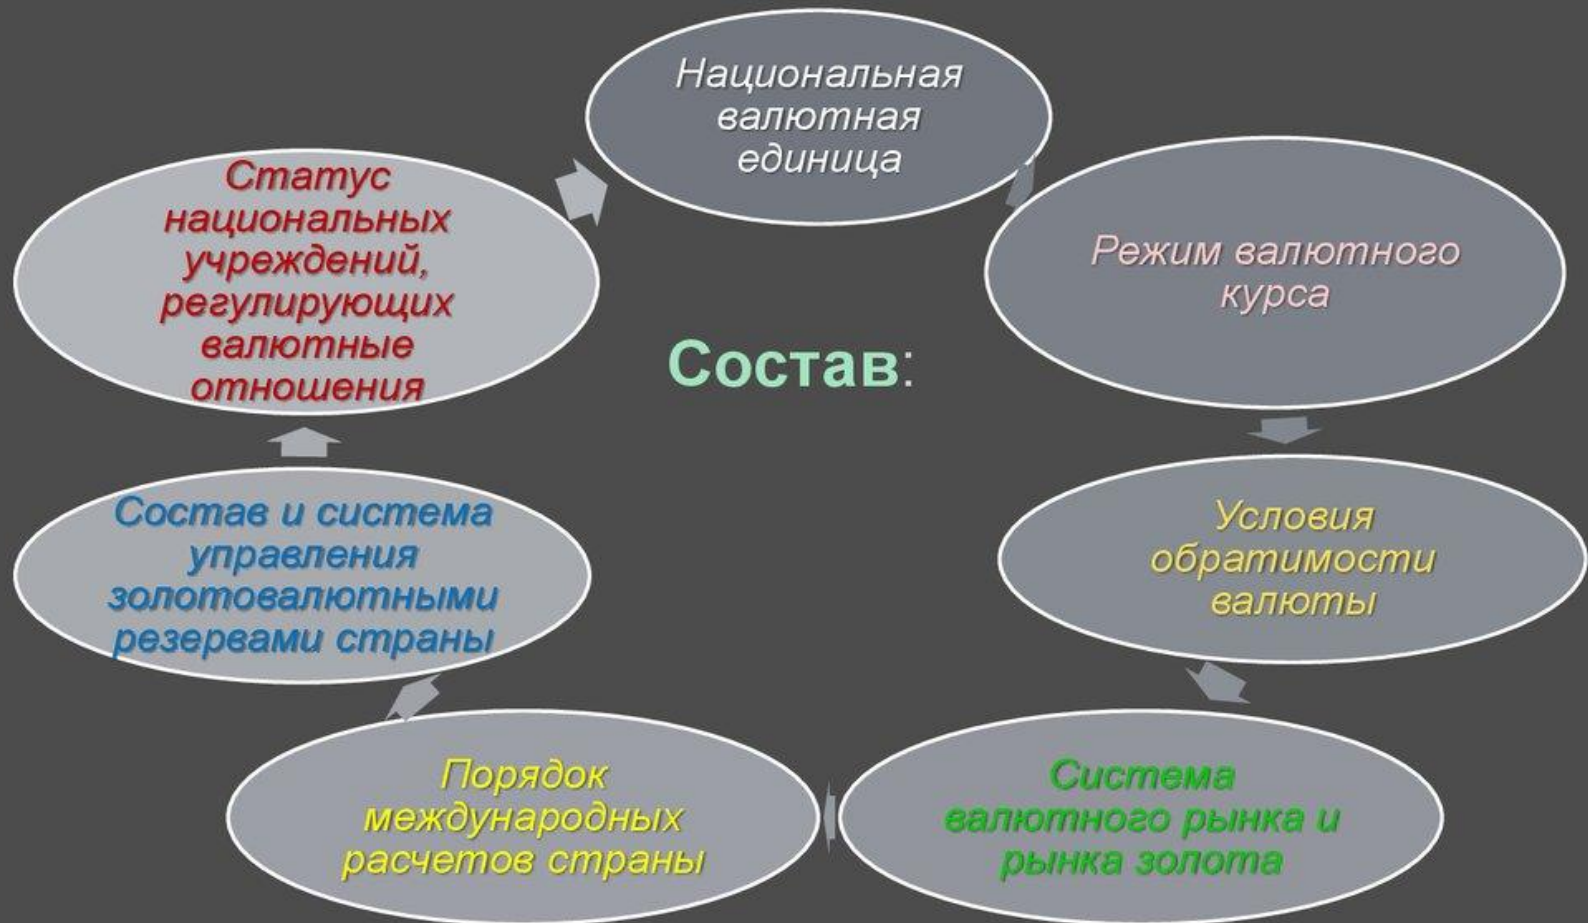 Национальная
валютная
единица
Режим валютного
курса
Условия
обратимости
валюты
Система
валютного рынка и
рынка золота
Порядок
международных
расчетов страны
Состав и система
управления
золотовалютными
резервами страны
Статус
национальных
учреждений,
регулирующих
валютные
отношения
Состав: